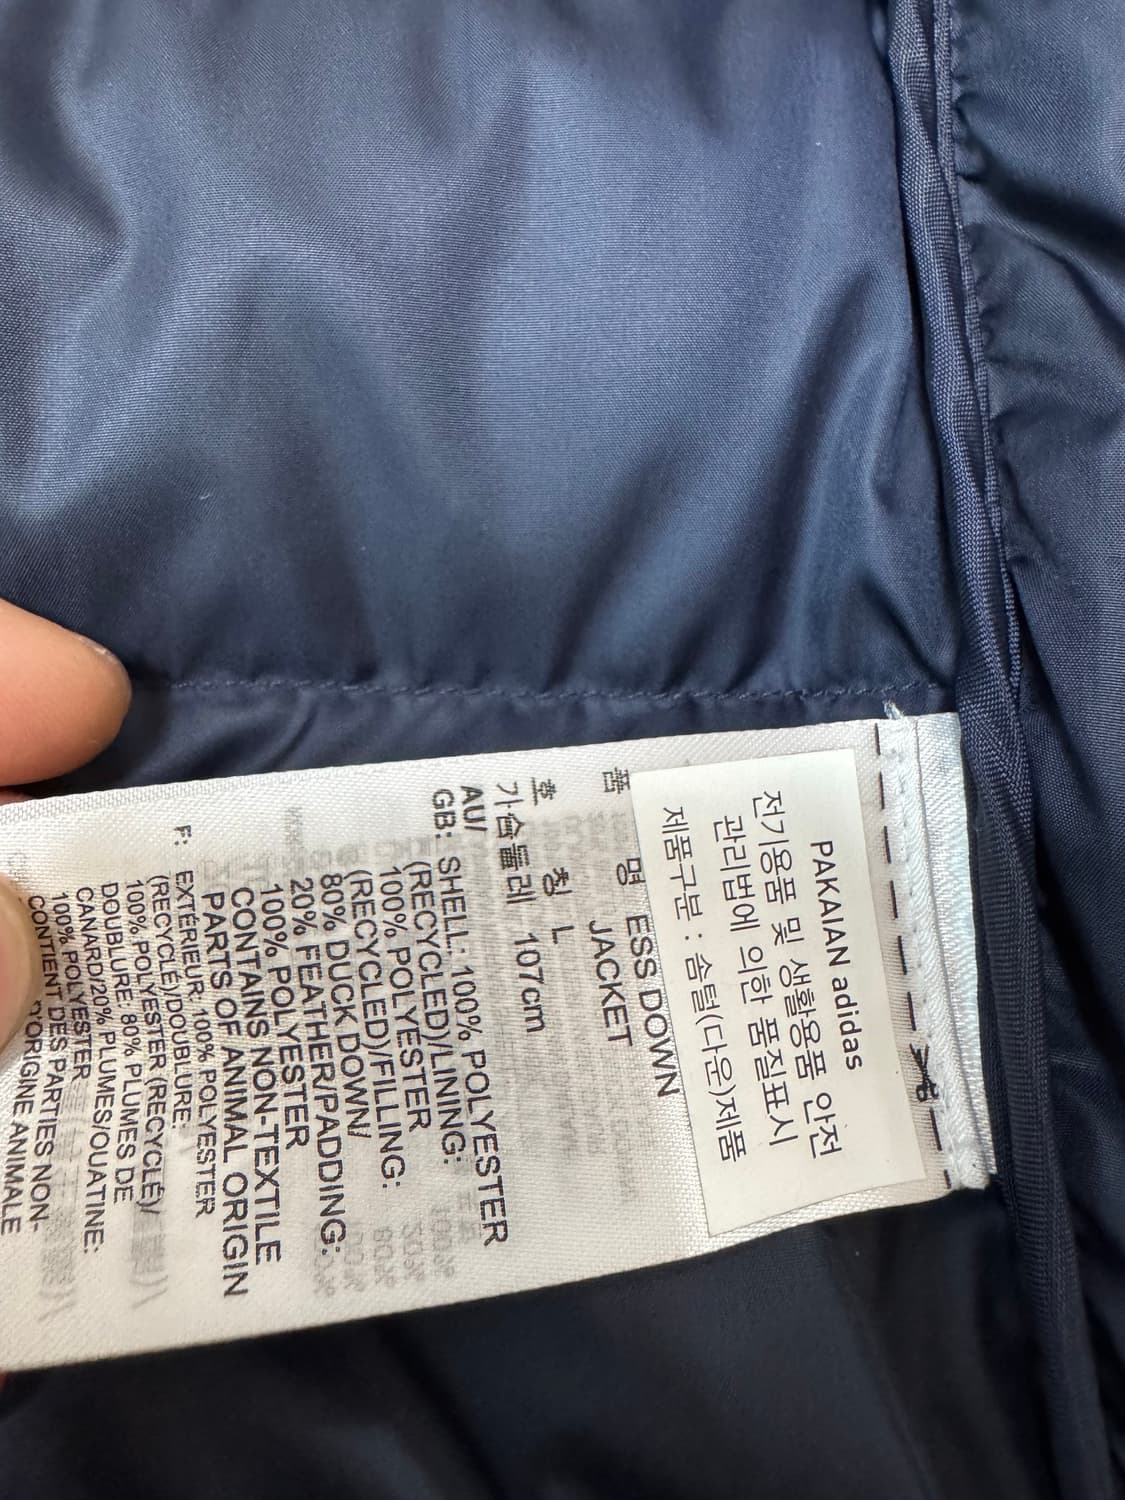 PAKAIAN adidas
전기용품 및 생활용품 안전
관리법에 의한 품질표시
제품구분 : 솜털(다운)제품
품 명 ESS DOWN
JACKET
호 칭 L
가슴둘레 107cm
AU/
GB: SHELL: 100% POLYESTER
(RECYCLED)/LINING:
100% POLYESTER
(RECYCLED)/FILLING:
80% DUCK DOWN/
20% FEATHER/PADDING:
100% POLYESTER
CONTAINS NON-TEXTILE
PARTS OF ANIMAL ORIGIN
F: EXTÉRIEUR: 100% POLYESTER
(RECYCLÉ)/DOUBLURE:
100% POLYESTER (RECYCLÉ)/
DOUBLURE: 80% PLUMES DE
CANARD/20% PLUMES/OUATINE:
100% POLYESTER
CONTIENT DES PARTIES NON-
D'ORIGINE ANIMALE